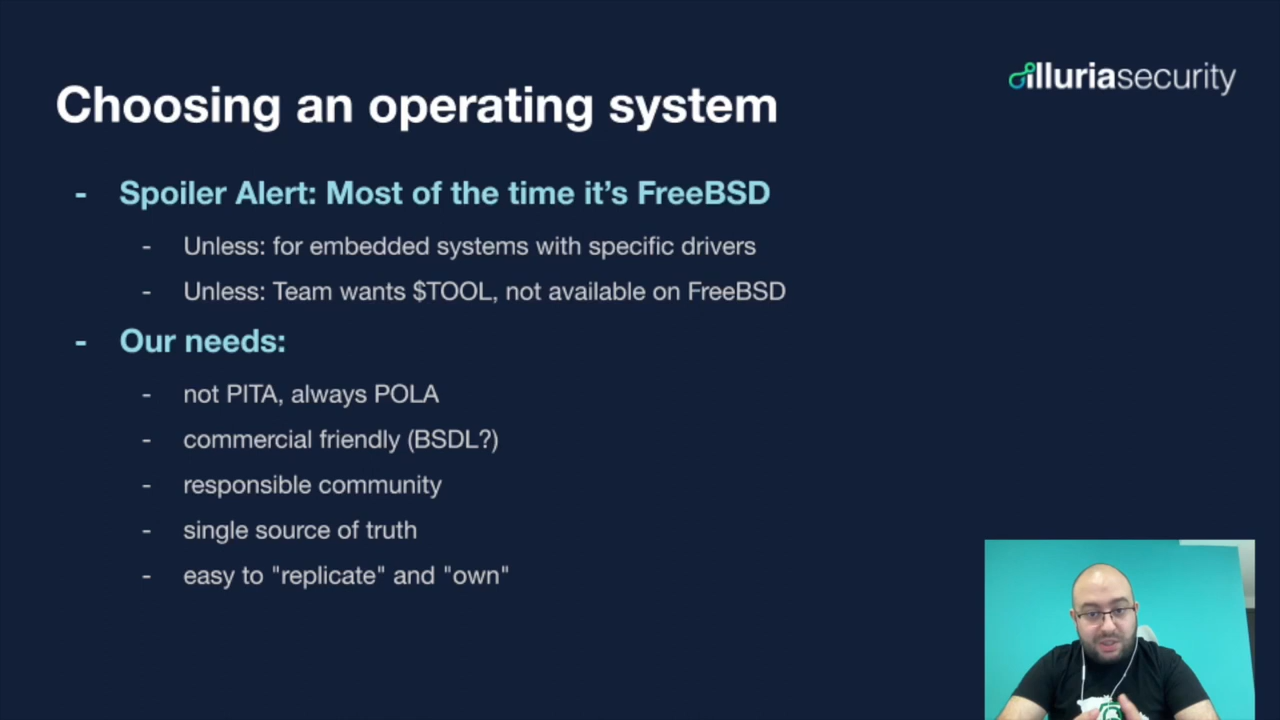 illuriasecurity
Choosing an operating system
- Spoiler Alert: Most of the time it’s FreeBSD
- Unless: for embedded systems with specific drivers
- Unless: Team wants $TOOL, not available on FreeBSD
- Our needs:
- not PITA, always POLA
- commercial friendly (BSDL?)
- responsible community
- single source of truth
- easy to "replicate" and "own"